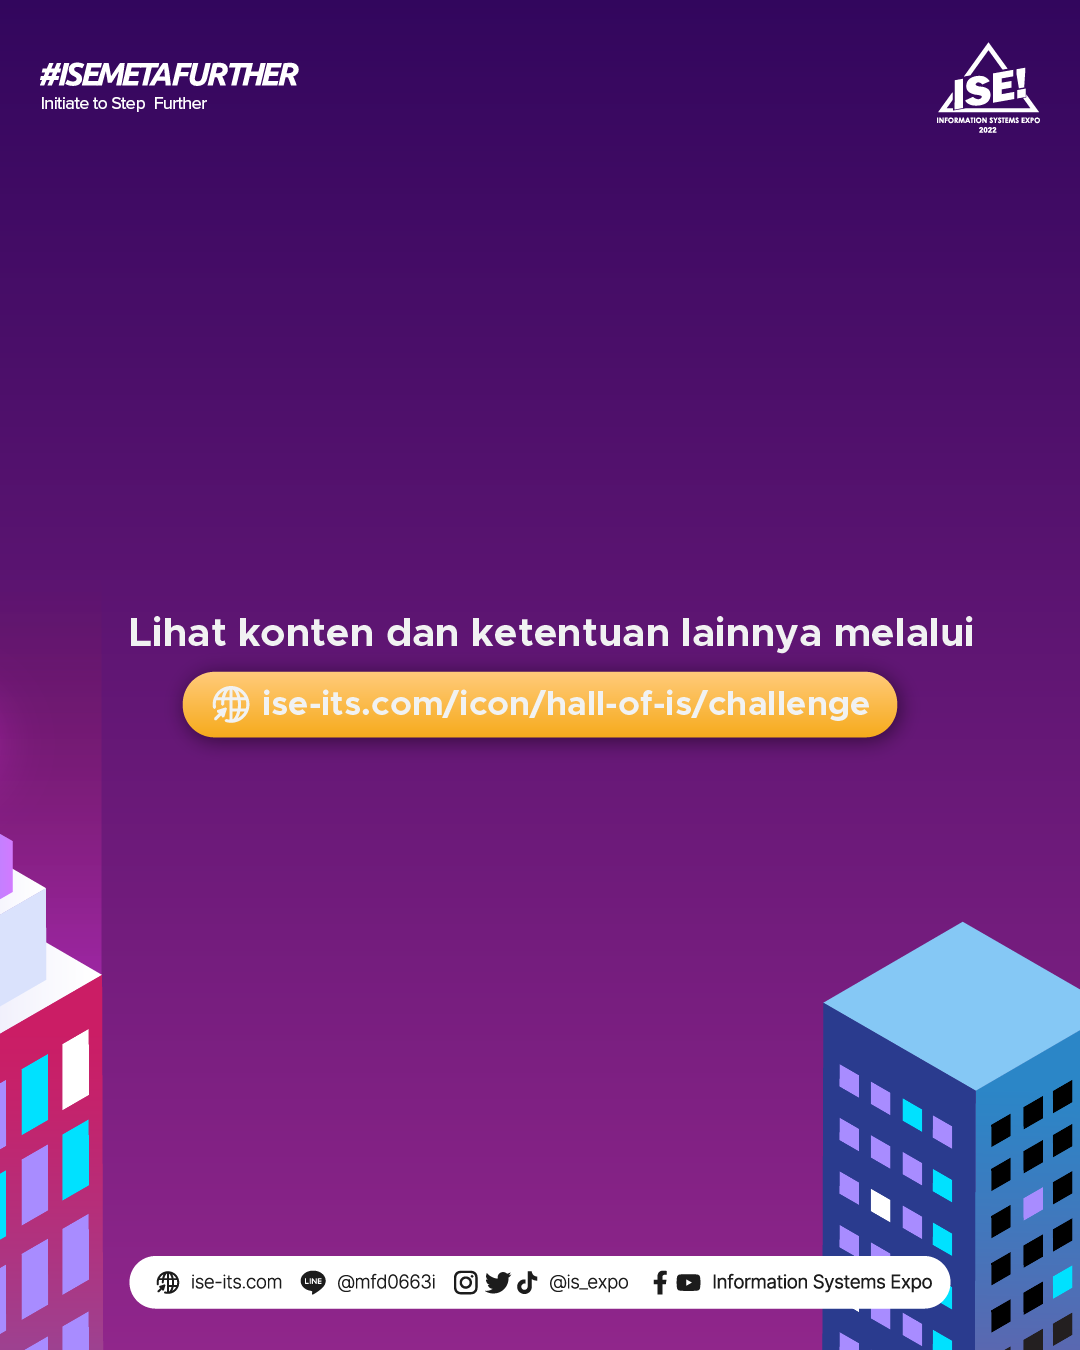 #ISEMETAFURTHER
Initiate to Step Further
ISE!
INFORMATION SYSTEMS EXPO
2022
Lihat konten dan ketentuan lainnya melalui
ise-its.com/icon/hall-of-is/challenge
ise-its.com LINE @mfd0663i @is_expo Information Systems Expo